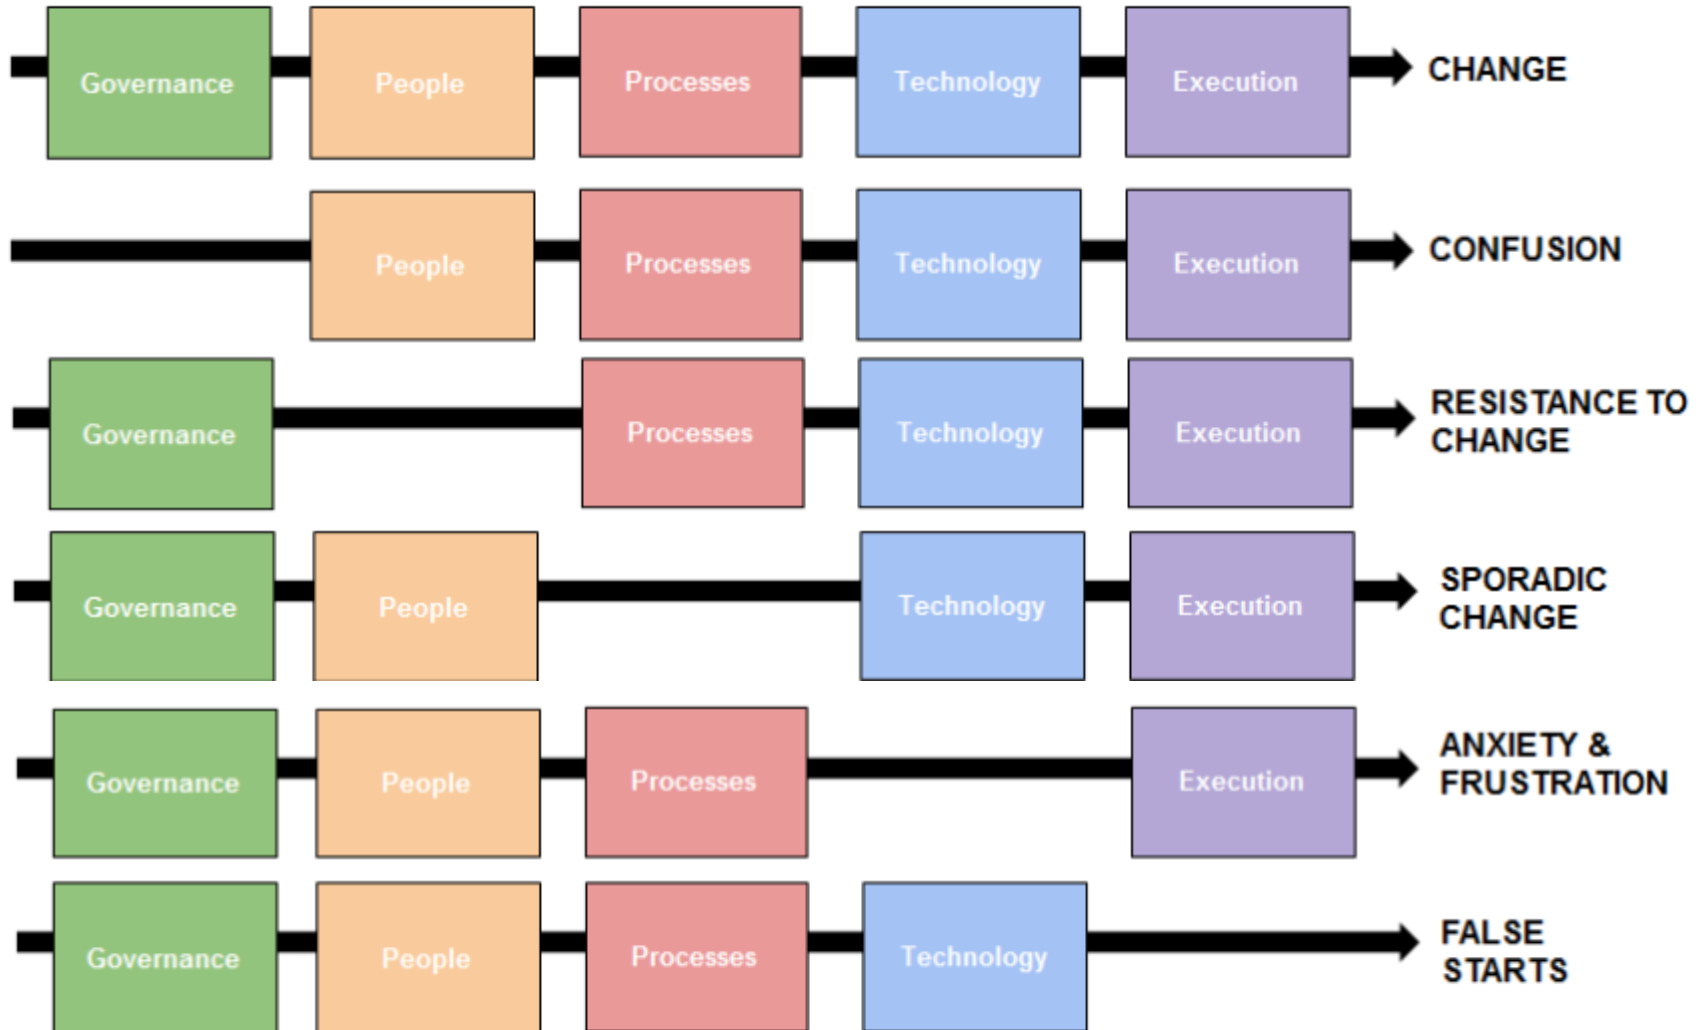 Governance
People
Processes
Technology
Execution
CHANGE
People
Processes
Technology
Execution
CONFUSION
Governance
Processes
Technology
Execution
RESISTANCE TO
CHANGE
Governance
People
Technology
Execution
SPORADIC
CHANGE
Governance
People
Processes
Execution
ANXIETY &
FRUSTRATION
Governance
People
Processes
Technology
FALSE
STARTS